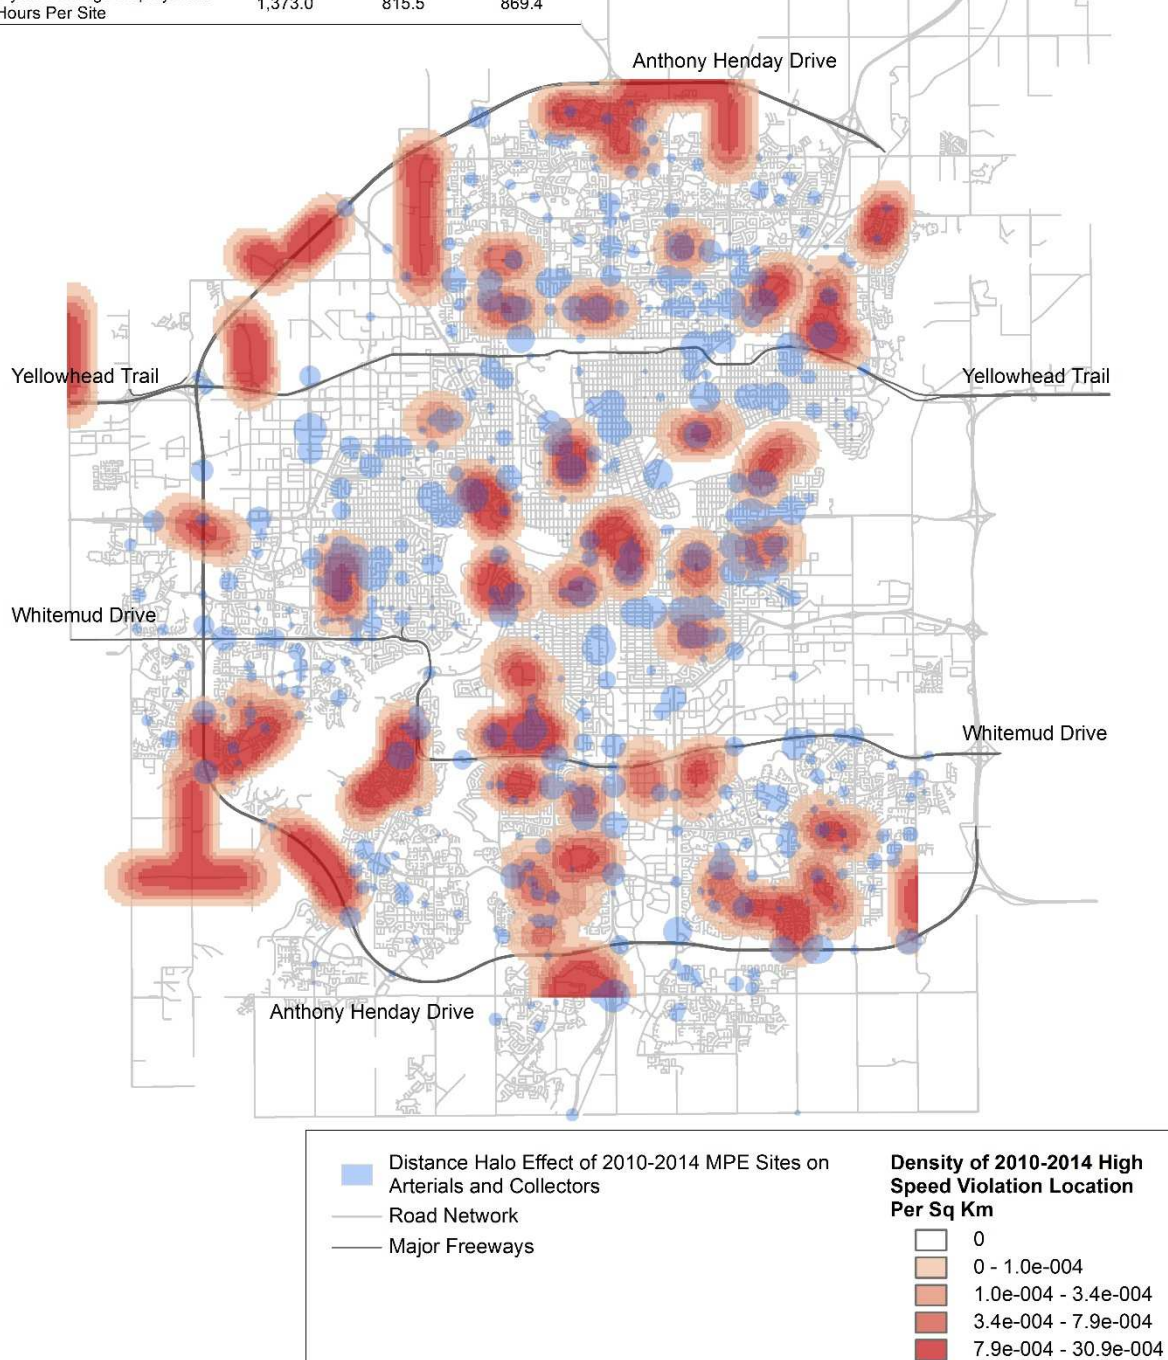 1,373.0 815.5 869.4
Hours Per Site
Anthony Henday Drive
Yellowhead Trail
Yellowhead Trail
Whitemud Drive
Whitemud Drive
Anthony Henday Drive
Distance Halo Effect of 2010-2014 MPE Sites on
Arterials and Collectors
Road Network
Major Freeways
Density of 2010-2014 High
Speed Violation Location
Per Sq Km
0
0 - 1.0e-004
1.0e-004 - 3.4e-004
3.4e-004 - 7.9e-004
7.9e-004 - 30.9e-004